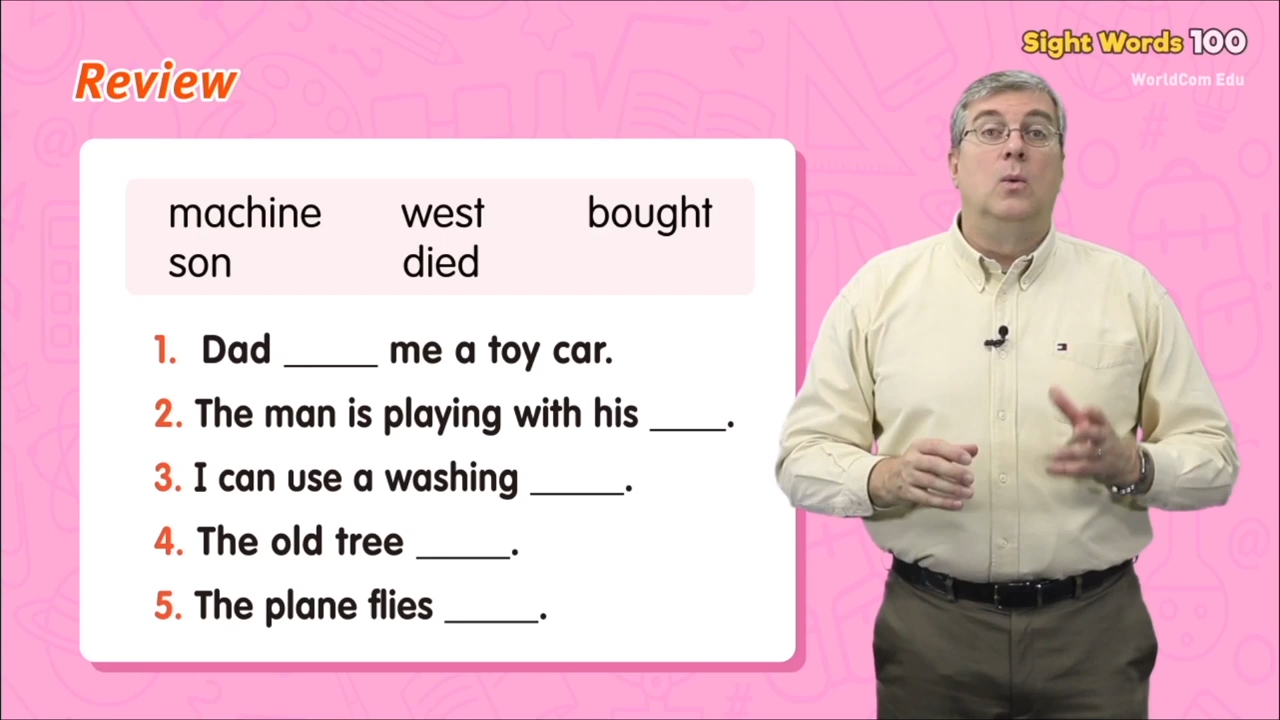 Sight Words 100
WorldCom Edu
Review
machine west bought
son died
1. Dad _____ me a toy car.
2. The man is playing with his ____.
3. I can use a washing _____.
4. The old tree _____.
5. The plane flies _____.